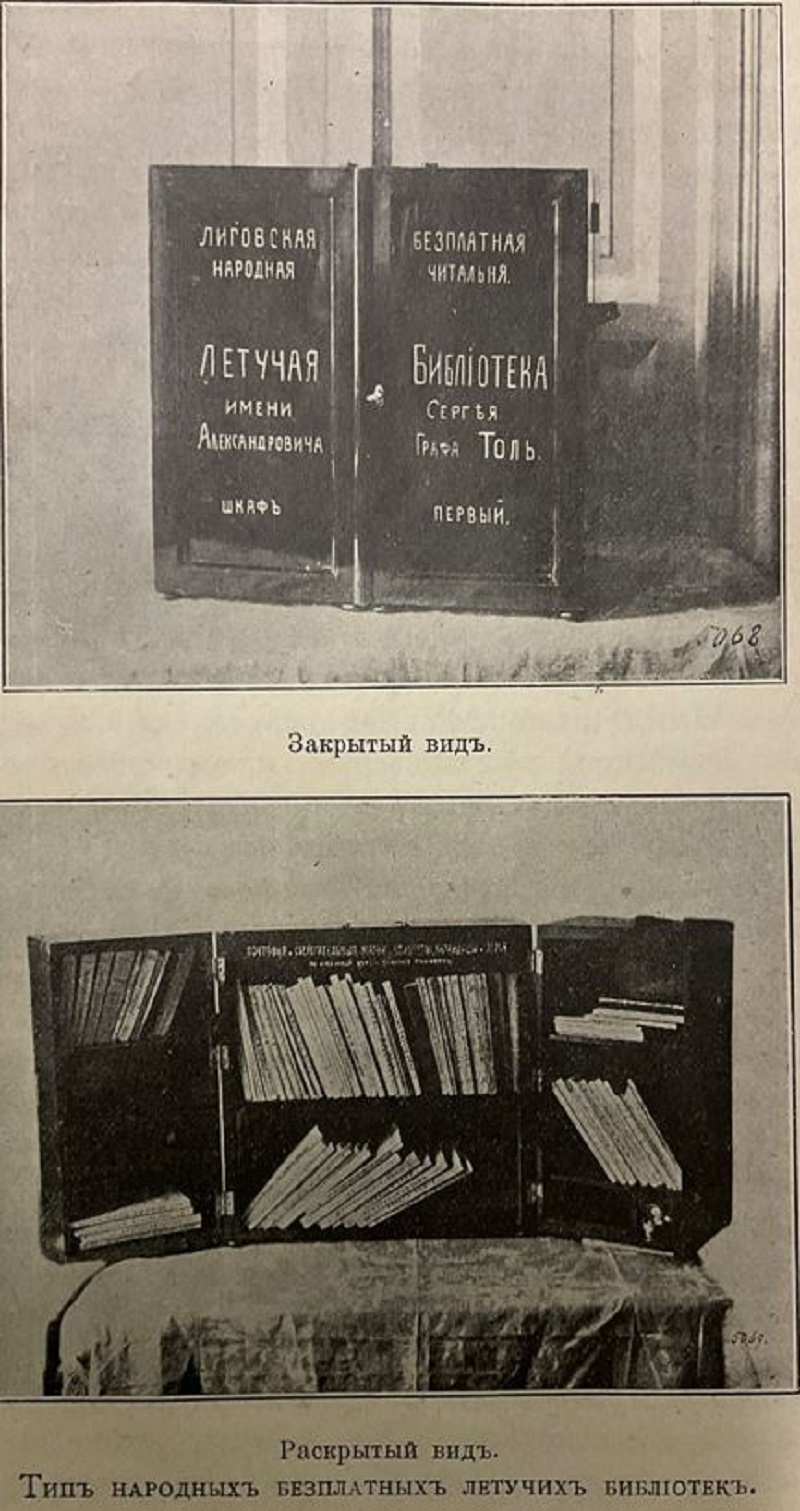 ЛИГОВСКАЯ БЕЗПЛАТНАЯ
НАРОДНАЯ ЧИТАЛЬНЯ.
ЛЕТУЧАЯ БИБЛІОТЕКА
ИМЕНИ СЕРГѢЯ
АЛЕКСАНДРОВИЧА ГРАФА ТОЛЬ.
ШКАФЪ ПЕРВЫЙ.
5068
Закрытый видъ.
Раскрытый видъ.
Типъ народныхъ безплатныхъ летучихъ библіотекъ.